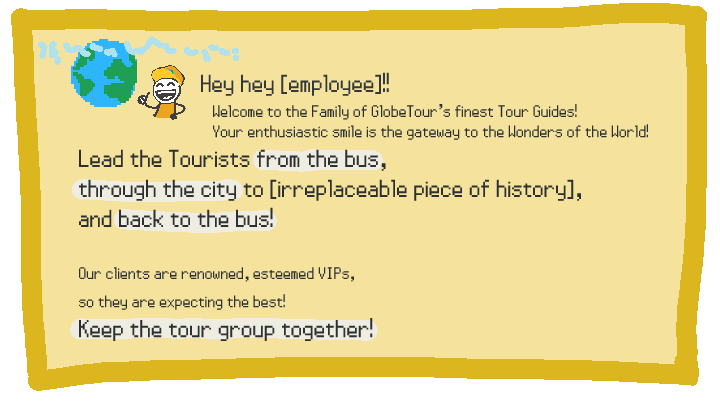 Hey hey [employee]!!
Welcome to the Family of GlobeTour's finest Tour Guides!
Your enthusiastic smile is the gateway to the Wonders of the World!
Lead the Tourists from the bus,
through the city to [irreplaceable piece of history],
and back to the bus!
Our clients are renowned, esteemed VIPs,
so they are expecting the best!
Keep the tour group together!